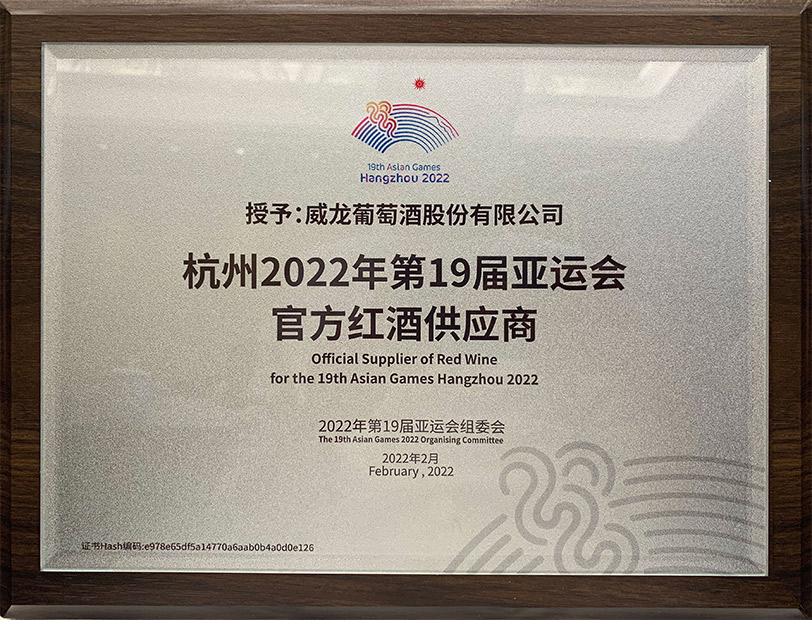 19th Asian Games
Hangzhou 2022
授予：威龙葡萄酒股份有限公司
杭州2022年第19届亚运会
官方红酒供应商
Official Supplier of Red Wine
for the 19th Asian Games Hangzhou 2022
2022年第19届亚运会组委会
The 19th Asian Games 2022 Organising Committee
2022年2月
February , 2022
证书Hash编码:e978e65df5a14770a6aab0b4a0d0e126